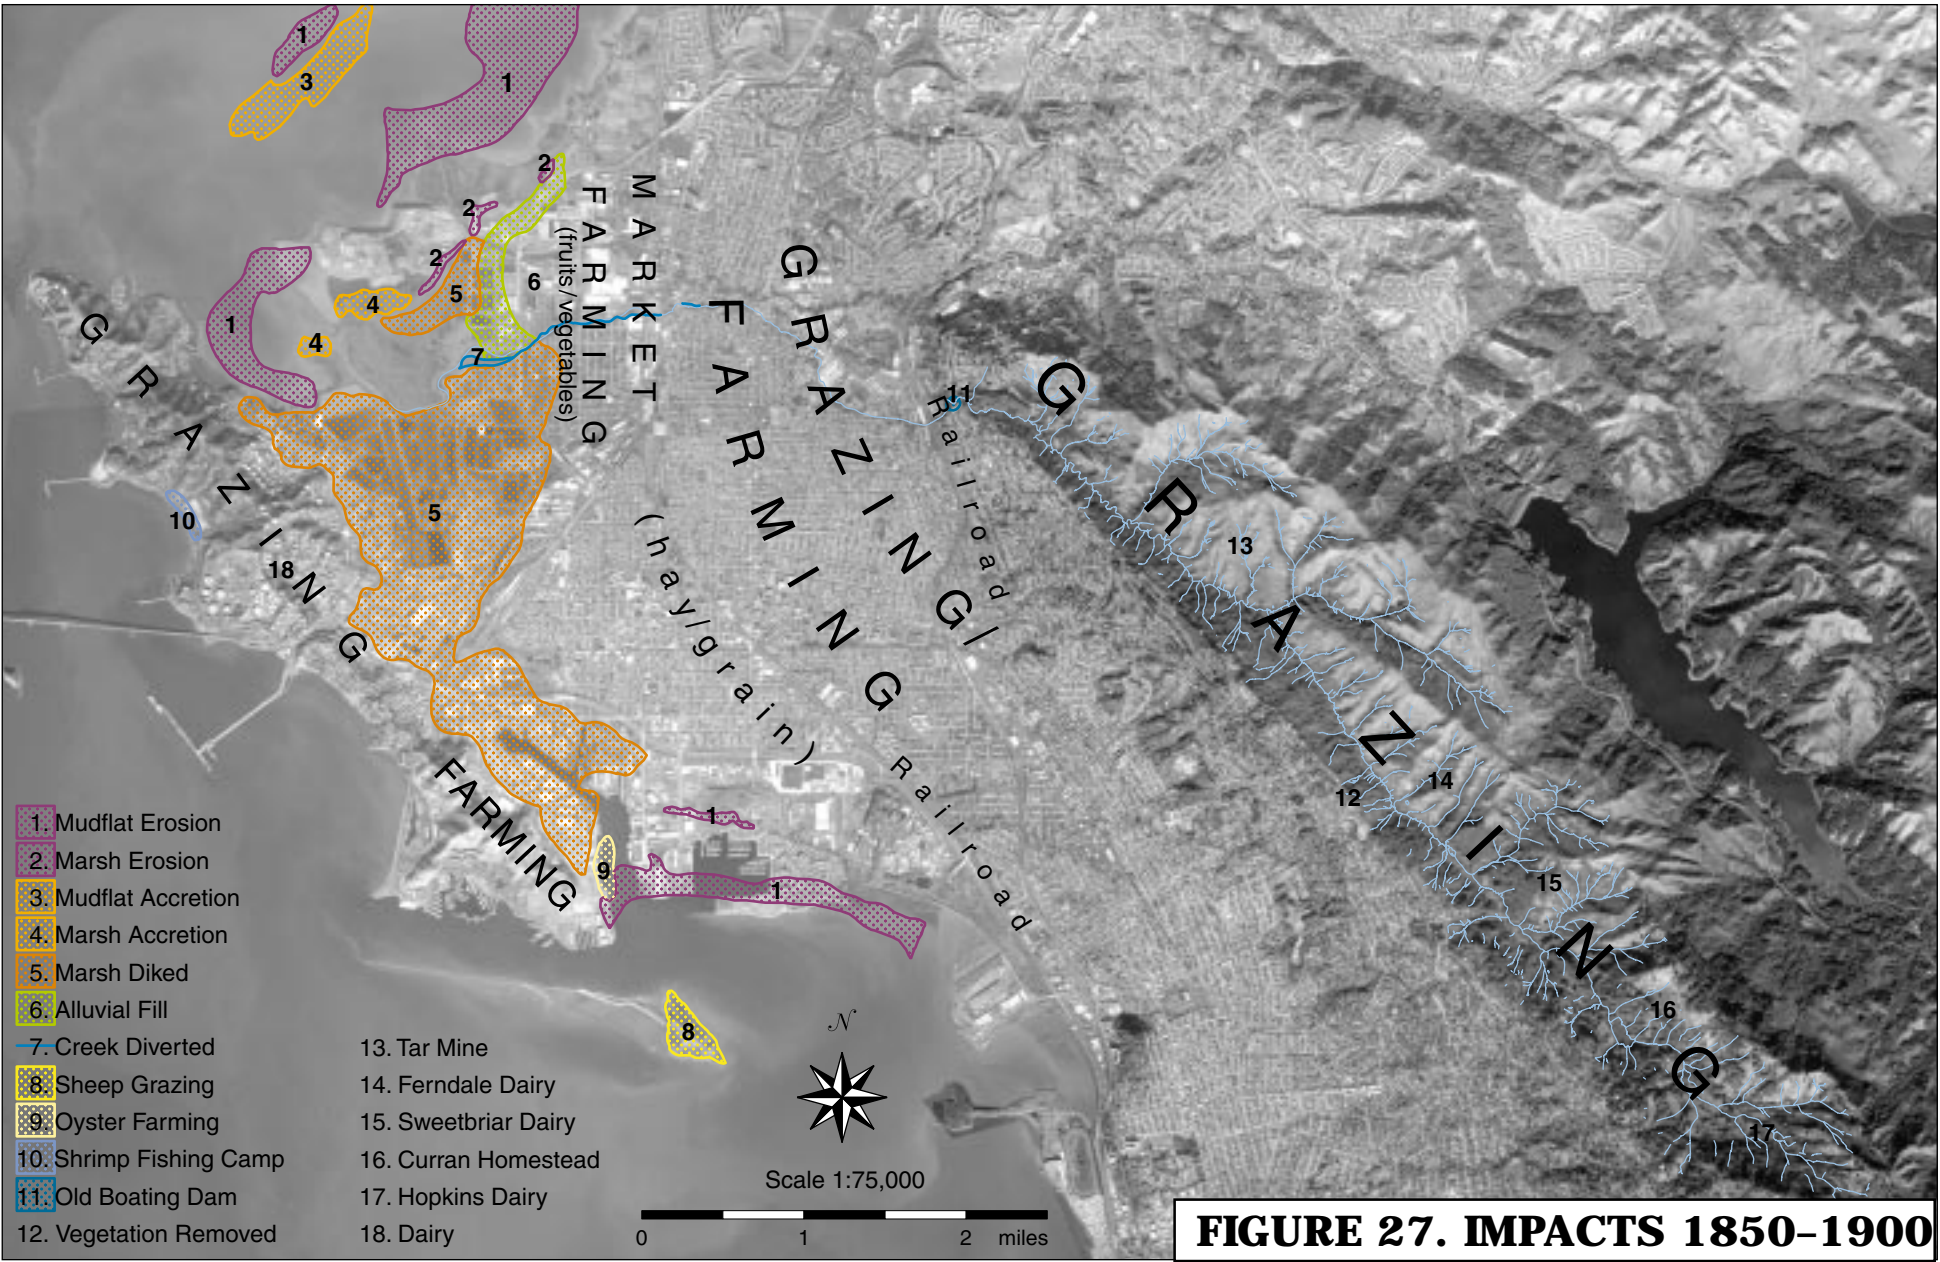 1
3
1
2
2
2
5
6
4
4
1
7
MARKET
FARMING
(fruits/vegetables)
GRAZING
10
18
5
GRAZING/
FARMING
(hay/grain)
Railroad
Railroad
11
GRAZING
13
12
14
15
16
17
FARMING
9
1
1
8
1. Mudflat Erosion
2. Marsh Erosion
3. Mudflat Accretion
4. Marsh Accretion
5. Marsh Diked
6. Alluvial Fill
7. Creek Diverted
8. Sheep Grazing
9. Oyster Farming
10. Shrimp Fishing Camp
11. Old Boating Dam
12. Vegetation Removed
13. Tar Mine
14. Ferndale Dairy
15. Sweetbriar Dairy
16. Curran Homestead
17. Hopkins Dairy
18. Dairy
N
Scale 1:75,000
0 1 2 miles
FIGURE 27. IMPACTS 1850–1900